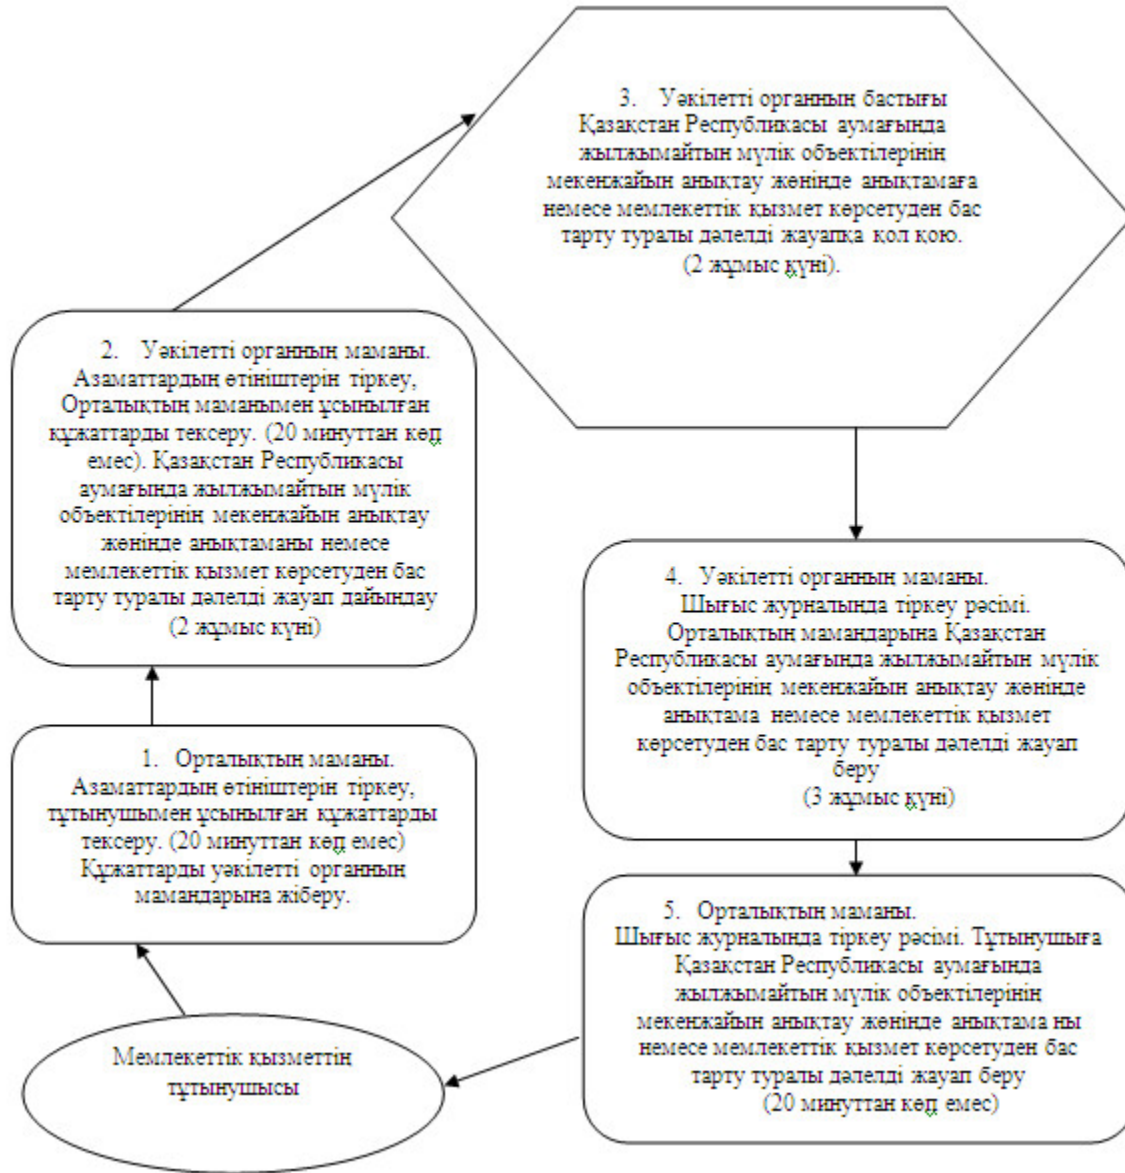 3. Уәкілетті органның бастығы
Қазақстан Республикасы аумағында
жылжымайтын мүлік объектілерінің
мекенжайын анықтау жөнінде анықтамаға
немесе мемлекеттік қызмет көрсетуден бас
тарту туралы дәлелді жауапқа қол қою.
(2 жұмыс күні).
2. Уәкілетті органның маманы.
Азаматтардың өтініштерін тіркеу,
Орталықтың маманымен ұсынылған
құжаттарды тексеру. (20 минуттан көп
емес). Қазақстан Республикасы
аумағында жылжымайтын мүлік
объектілерінің мекенжайын анықтау
жөнінде анықтаманы немесе
мемлекеттік қызмет көрсетуден бас
тарту туралы дәлелді жауап дайындау
(2 жұмыс күні)
1. Орталықтың маманы.
Азаматтардың өтініштерін тіркеу,
тұтынушымен ұсынылған құжаттарды
тексеру. (20 минуттан көп емес)
Құжаттарды уәкілетті органның
мамандарына жіберу.
Мемлекеттік қызметтің
тұтынушысы
4. Уәкілетті органның маманы.
Шығыс журналында тіркеу рәсімі.
Орталықтың мамандарына Қазақстан
Республикасы аумағында жылжымайтын мүлік
объектілерінің мекенжайын анықтау жөнінде
анықтама немесе мемлекеттік қызмет
көрсетуден бас тарту туралы дәлелді жауап
беру
(3 жұмыс күні)
5. Орталықтың маманы.
Шығыс журналында тіркеу рәсімі. Тұтынушыға
Қазақстан Республикасы аумағында
жылжымайтын мүлік объектілерінің
мекенжайын анықтау жөнінде анықтама ны
немесе мемлекеттік қызмет көрсетуден бас
тарту туралы дәлелді жауап беру
(20 минуттан көп емес)